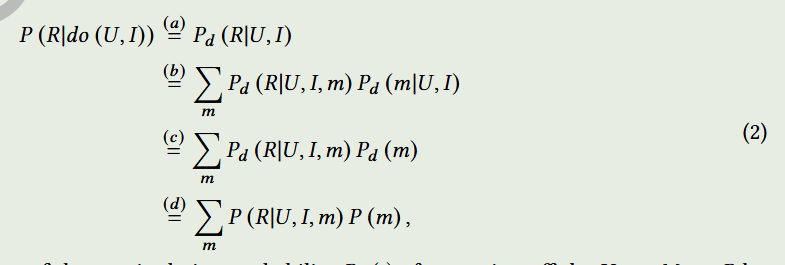 P (R|do (U, I)) (a)= P_d (R|U, I)
(b)= ∑_m P_d (R|U, I, m) P_d (m|U, I)
(c)= ∑_m P_d (R|U, I, m) P_d (m)
(2)
(d)= ∑_m P (R|U, I, m) P (m) ,